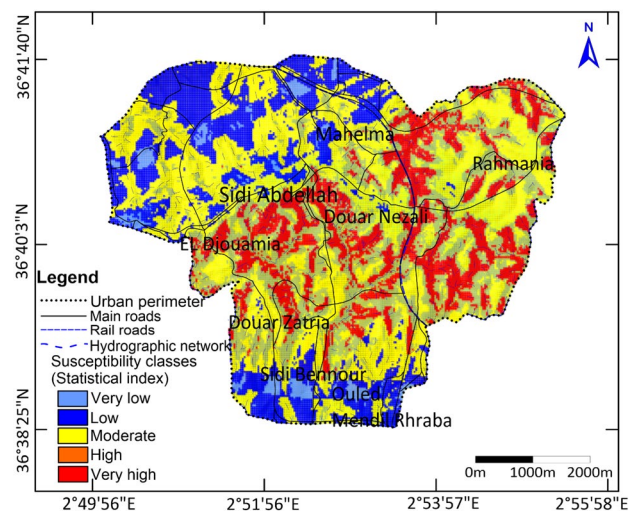 N
36°41'40"N
36°40'3"N
36°38'25"N
Mahelma
Rahmania
Sidi Abdellah
Douar Nezali
EL Djouamia
Douar Zatria
Sidi Bennour
Ouled
Mendil Rhraba
Legend
Urban perimeter
Main roads
Rail roads
Hydrographic network
Susceptibility classes
(Statistical index)
Very low
Low
Moderate
High
Very high
0m 1000m 2000m
2°49'56"E 2°51'56"E 2°53'57"E 2°55'58"E